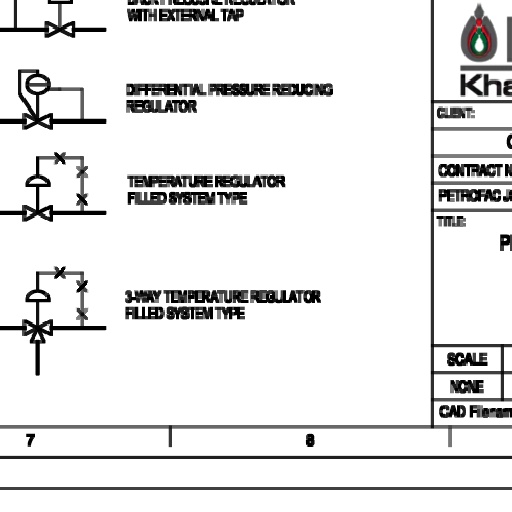 BACK PRESSURE REGULATOR
WITH EXTERNAL TAP
DIFFERENTIAL PRESSURE REDUCING
REGULATOR
TEMPERATURE REGULATOR
FILLED SYSTEM TYPE
3-WAY TEMPERATURE REGULATOR
FILLED SYSTEM TYPE
Kha
CLIENT:
CONTRACT N
PETROFAC J
TITLE:
P
SCALE
NONE
CAD Filenam
7
8